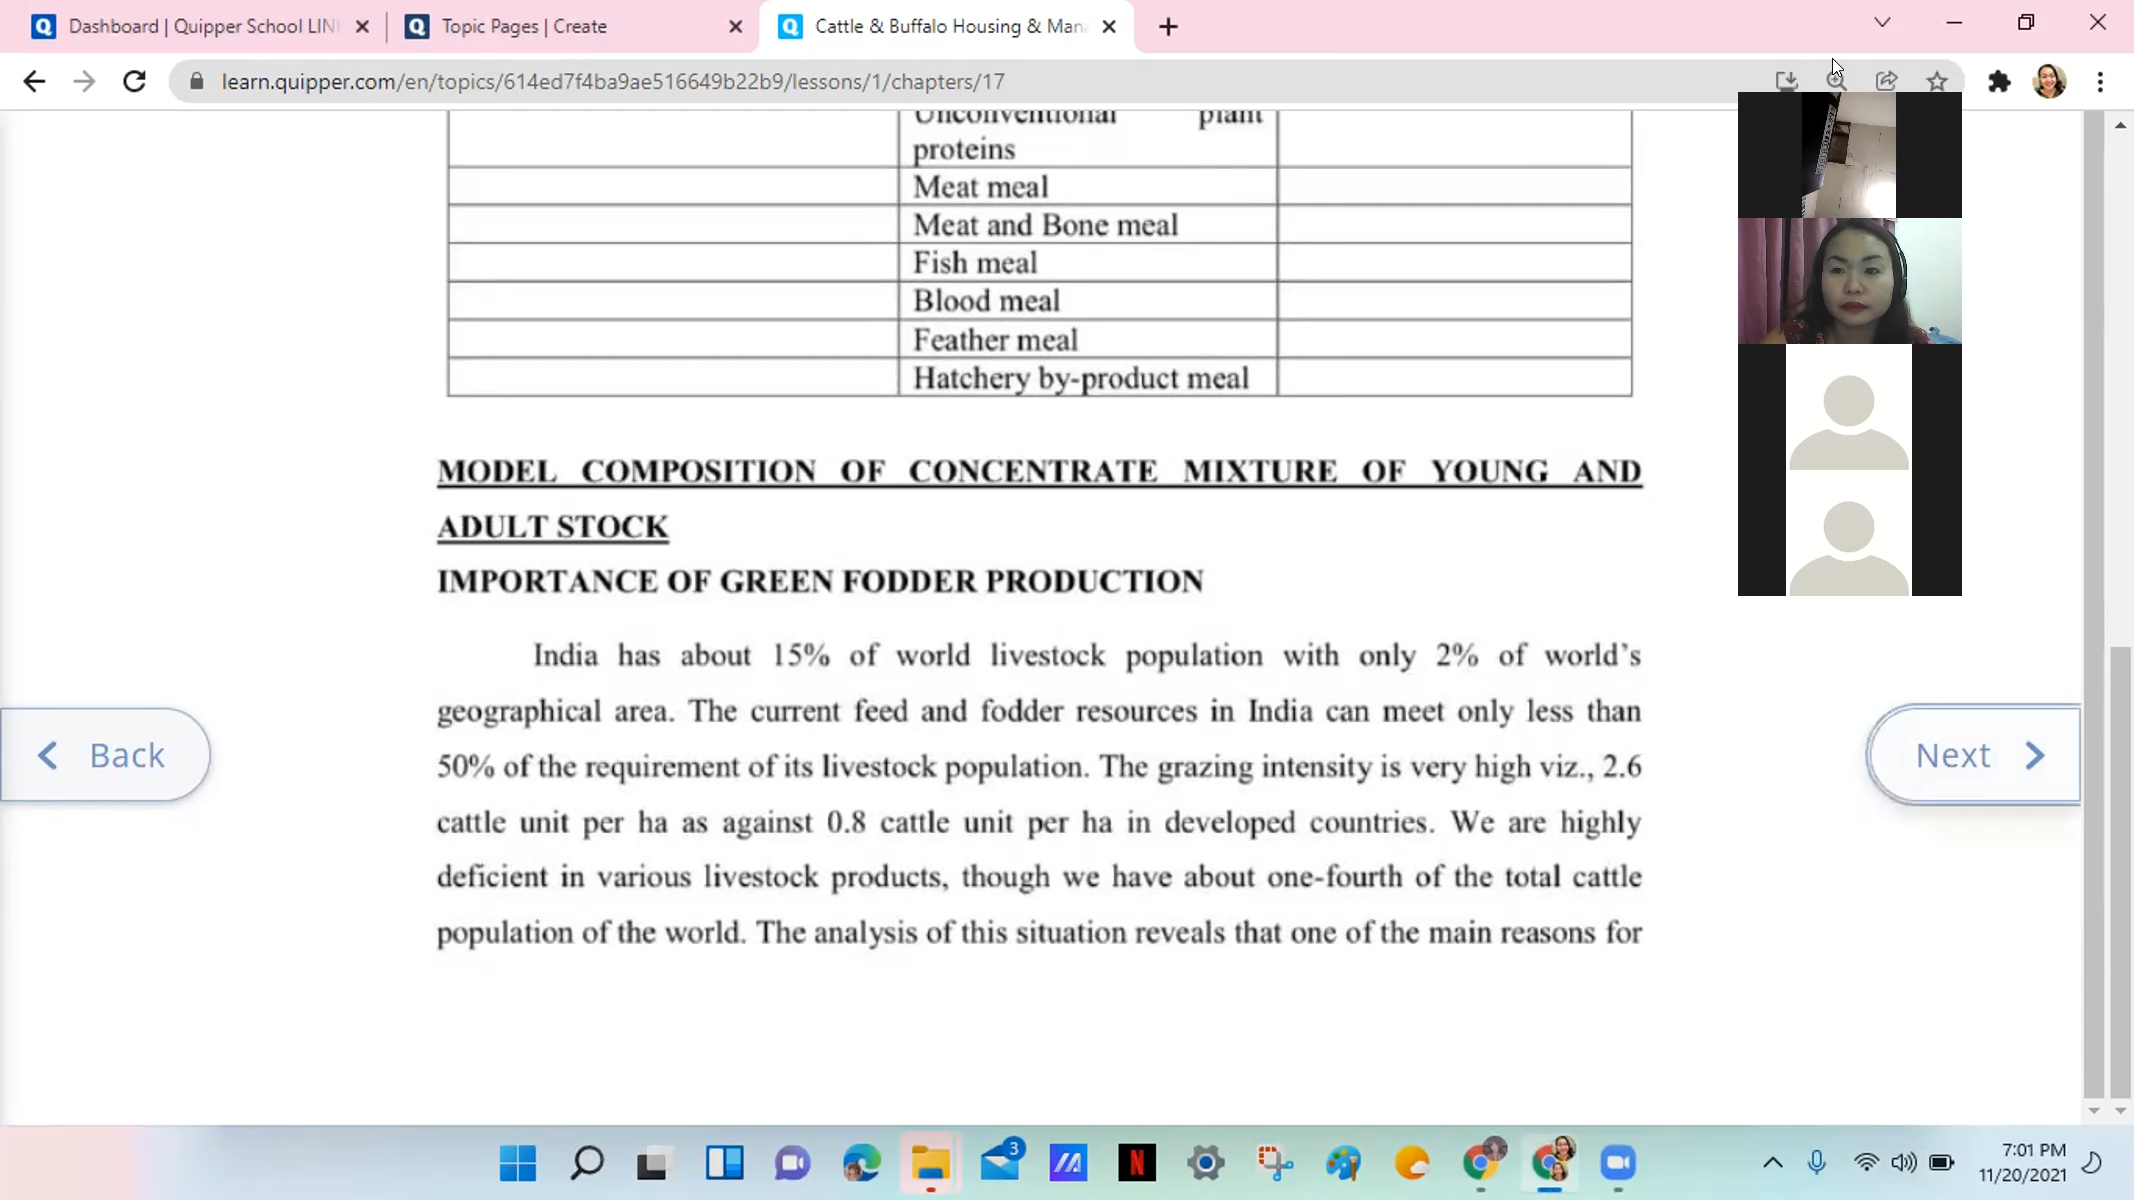 Dashboard | Quipper School LIN
Topic Pages | Create
Cattle & Buffalo Housing & Man
learn.quipper.com/en/topics/614ed7f4ba9ae516649b22b9/lessons/1/chapters/17
Unconventional plant
proteins
Meat meal
Meat and Bone meal
Fish meal
Blood meal
Feather meal
Hatchery by-product meal
MODEL COMPOSITION OF CONCENTRATE MIXTURE OF YOUNG AND
ADULT STOCK
IMPORTANCE OF GREEN FODDER PRODUCTION
India has about 15% of world livestock population with only 2% of world's
geographical area. The current feed and fodder resources in India can meet only less than
50% of the requirement of its livestock population. The grazing intensity is very high viz., 2.6
cattle unit per ha as against 0.8 cattle unit per ha in developed countries. We are highly
deficient in various livestock products, though we have about one-fourth of the total cattle
population of the world. The analysis of this situation reveals that one of the main reasons for
Back
Next
3
N
7:01 PM
11/20/2021